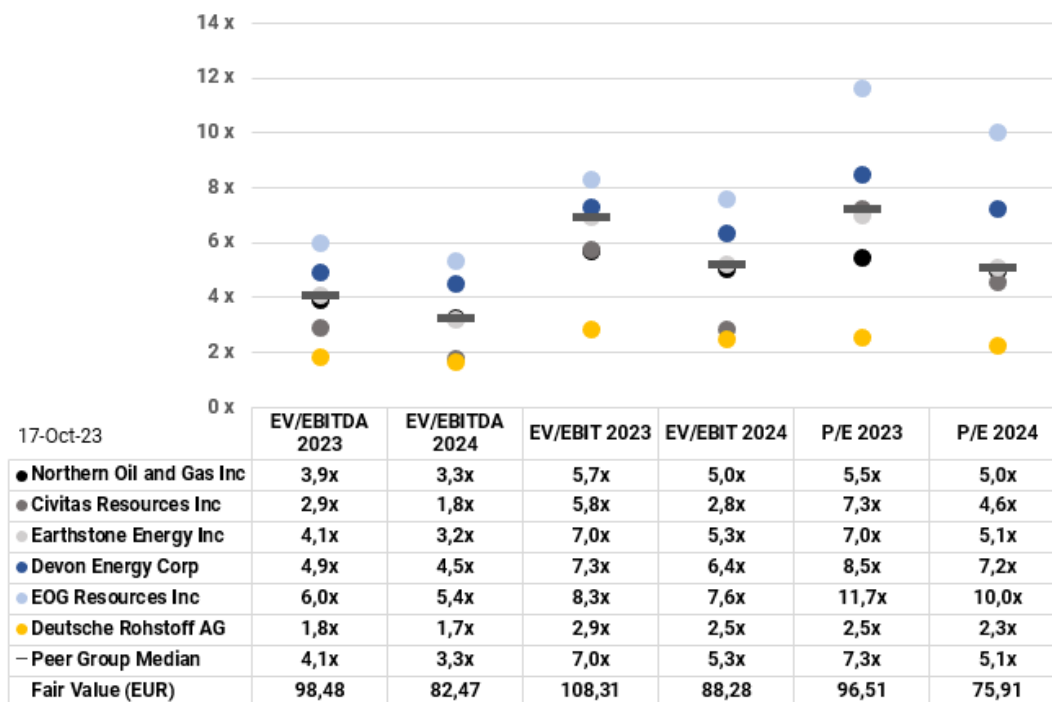 14 x
12 x
10 x
8 x
6 x
4 x
2 x
0 x
17-Oct-23 EV/EBITDA 2023 EV/EBITDA 2024 EV/EBIT 2023 EV/EBIT 2024 P/E 2023 P/E 2024
Northern Oil and Gas Inc 3,9x 3,3x 5,7x 5,0x 5,5x 5,0x
Civitas Resources Inc 2,9x 1,8x 5,8x 2,8x 7,3x 4,6x
Earthstone Energy Inc 4,1x 3,2x 7,0x 5,3x 7,0x 5,1x
Devon Energy Corp 4,9x 4,5x 7,3x 6,4x 8,5x 7,2x
EOG Resources Inc 6,0x 5,4x 8,3x 7,6x 11,7x 10,0x
Deutsche Rohstoff AG 1,8x 1,7x 2,9x 2,5x 2,5x 2,3x
Peer Group Median 4,1x 3,3x 7,0x 5,3x 7,3x 5,1x
Fair Value (EUR) 98,48 82,47 108,31 88,28 96,51 75,91